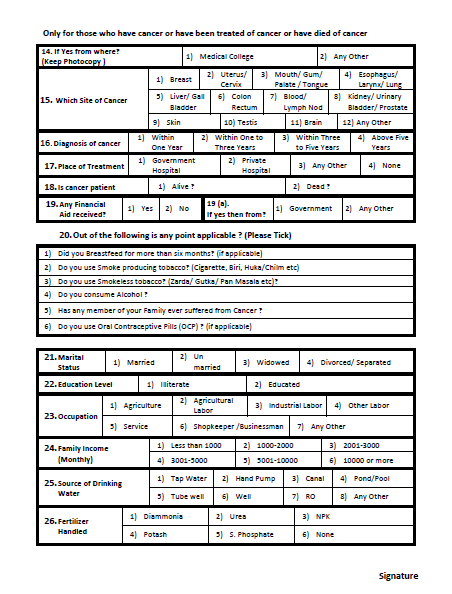 Only for those who have cancer or have been treated of cancer or have died of cancer
14. If Yes from where? (Keep Photocopy ) 1) Medical College 2) Any Other
15. Which Site of Cancer
1) Breast 2) Uterus/ Cervix 3) Mouth/ Gum/ Palate / Tongue 4) Esophagus/ Larynx/ Lung
5) Liver/ Gall Bladder 6) Colon Rectum 7) Blood/ Lymph Nod 8) Kidney/ Urinary Bladder/ Prostate
9) Skin 10) Testis 11) Brain 12) Any Other
16. Diagnosis of cancer 1) Within One Year 2) Within One to Three Years 3) Within Three to Five Years 4) Above Five Years
17. Place of Treatment 1) Government Hospital 2) Private Hospital 3) Any Other 4) None
18. Is cancer patient 1) Alive ? 2) Dead ?
19. Any Financial Aid received? 1) Yes 2) No 19 (a). If yes then from? 1) Government 2) Any Other
20. Out of the following is any point applicable ? (Please Tick)
1) Did you Breastfeed for more than six months? (if applicable)
2) Do you use Smoke producing tobacco? (Cigarette, Biri, Huka/Chilm etc)
3) Do you use Smokeless tobacco? (Zarda/ Gutka/ Pan Masala etc)?
4) Do you consume Alcohol ?
5) Has any member of your Family ever suffered from Cancer ?
6) Do you use Oral Contraceptive Pills (OCP) ? (if applicable)
21. Marital Status 1) Married 2) Un married 3) Widowed 4) Divorced/ Separated
22. Education Level 1) Illiterate 2) Educated
23. Occupation
1) Agriculture 2) Agricultural Labor 3) Industrial Labor 4) Other Labor
5) Service 6) Shopkeeper /Businessman 7) Any Other
24. Family Income (Monthly)
1) Less than 1000 2) 1000-2000 3) 2001-3000
4) 3001-5000 5) 5001-10000 6) 10000 or more
25. Source of Drinking Water
1) Tap Water 2) Hand Pump 3) Canal 4) Pond/Pool
5) Tube well 6) Well 7) RO 8) Any Other
26. Fertilizer Handled
1) Diammonia 2) Urea 3) NPK
4) Potash 5) S. Phosphate 6) None
Signature